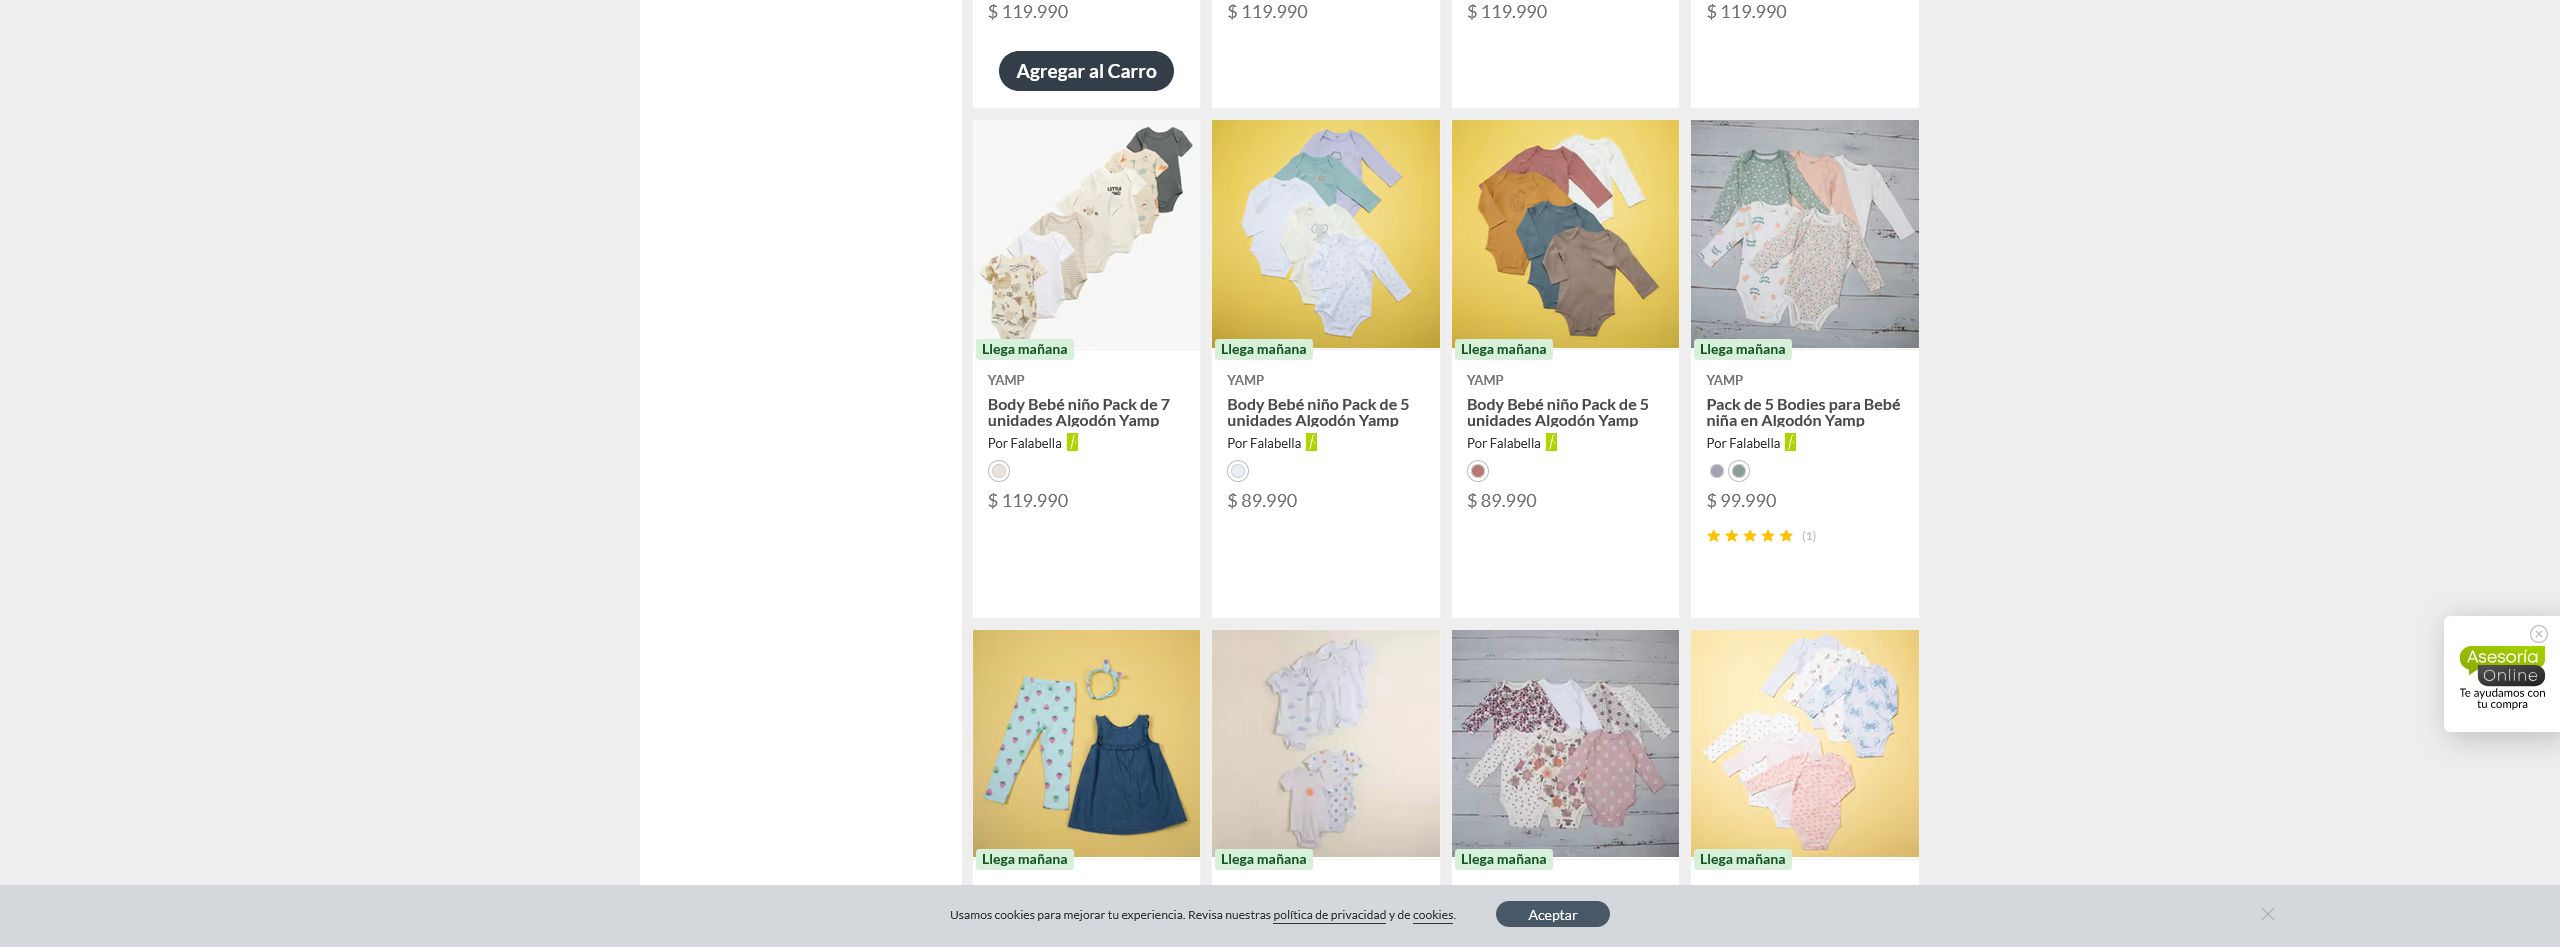 $ 119.990
$ 119.990
$ 119.990
$ 119.990
Agregar al Carro
LITTLE
Llega mañana
Llega mañana
Llega mañana
Llega mañana
YAMP
Body Bebé niño Pack de 7
unidades Algodón Yamp
Por Falabella
$ 119.990
YAMP
Body Bebé niño Pack de 5
unidades Algodón Yamp
Por Falabella
$ 89.990
YAMP
Body Bebé niño Pack de 5
unidades Algodón Yamp
Por Falabella
$ 89.990
YAMP
Pack de 5 Bodies para Bebé
niña en Algodón Yamp
Por Falabella
$ 99.990
(1)
Asesoría
Online
Te ayudamos con
tu compra
Llega mañana
Llega mañana
Llega mañana
Llega mañana
Usamos cookies para mejorar tu experiencia. Revisa nuestras política de privacidad y de cookies.
Aceptar